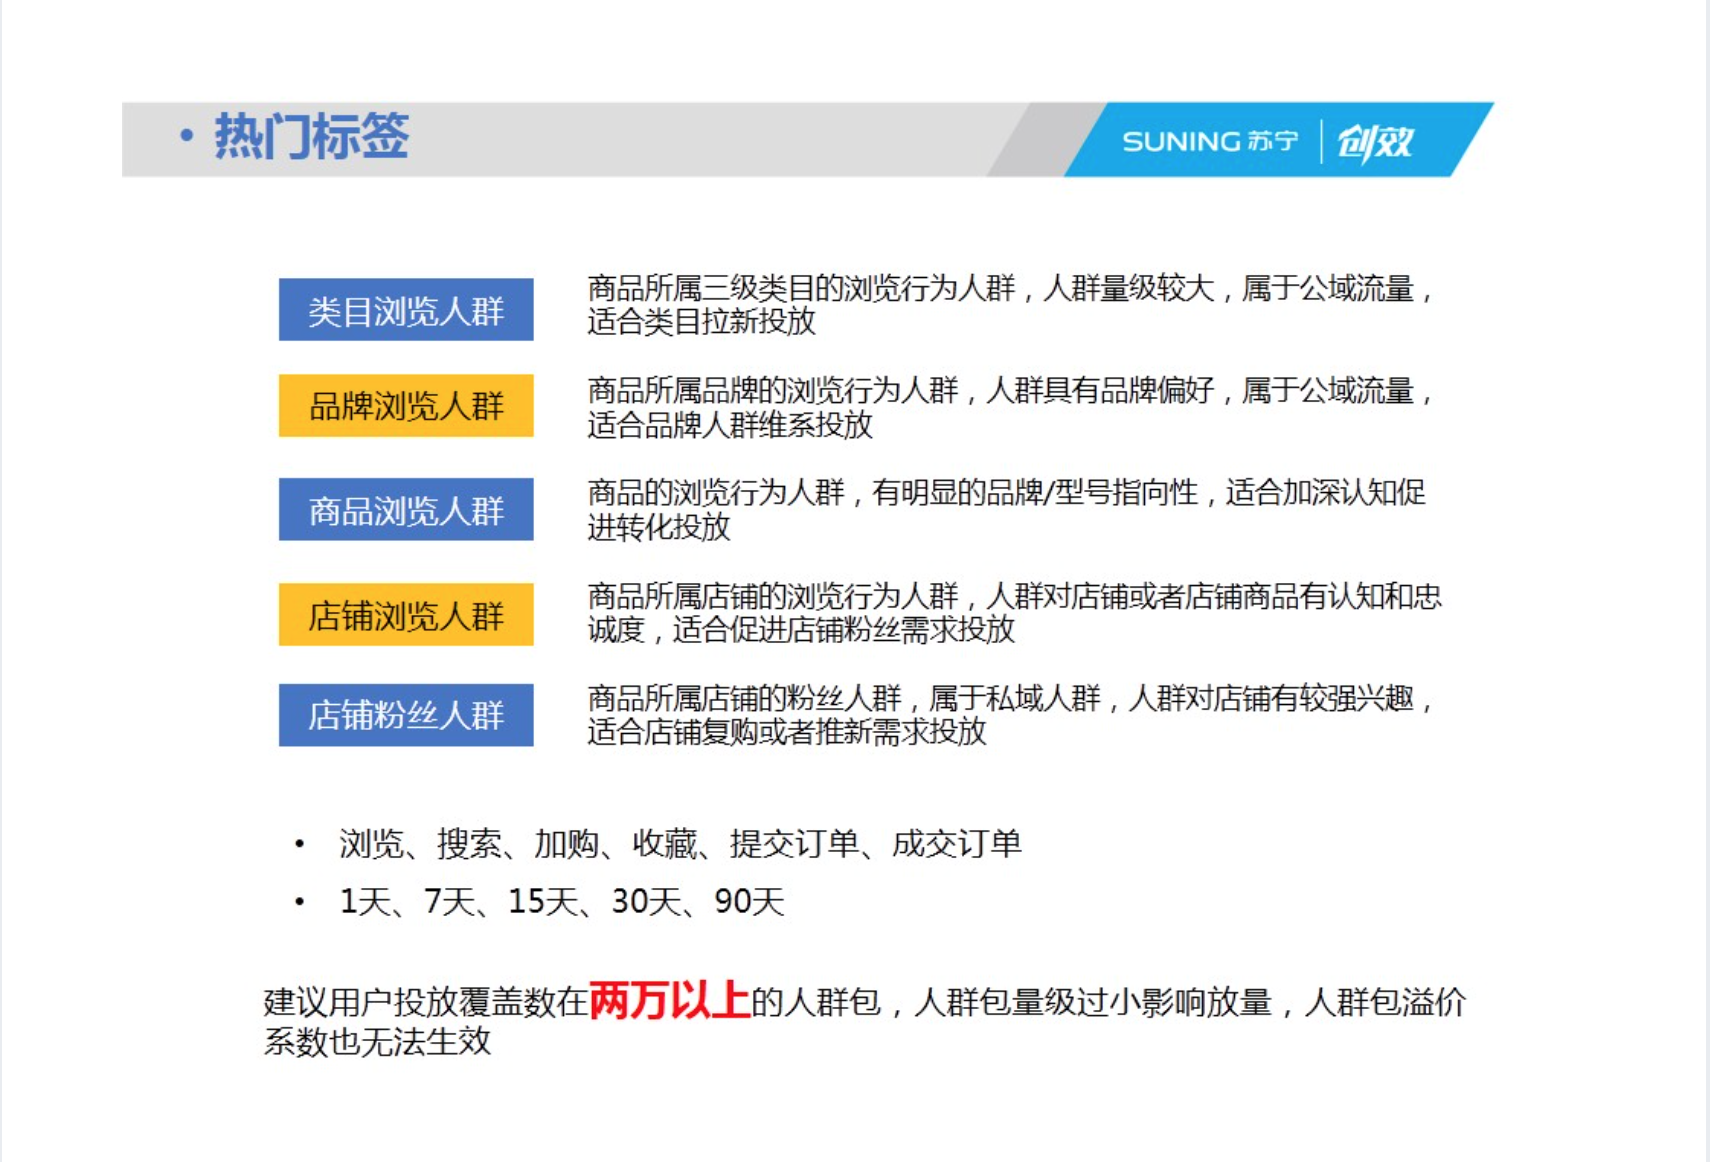 • 热门标签
SUNING 苏宁 | 创效
类目浏览人群
商品所属三级类目的浏览行为人群，人群量级较大，属于公域流量，
适合类目拉新投放
品牌浏览人群
商品所属品牌的浏览行为人群，人群具有品牌偏好，属于公域流量，
适合品牌人群维系投放
商品浏览人群
商品的浏览行为人群，有明显的品牌/型号指向性，适合加深认知促
进转化投放
店铺浏览人群
商品所属店铺的浏览行为人群，人群对店铺或者店铺商品有认知和忠
诚度，适合促进店铺粉丝需求投放
店铺粉丝人群
商品所属店铺的粉丝人群，属于私域人群，人群对店铺有较强兴趣，
适合店铺复购或者推新需求投放
• 浏览、搜索、加购、收藏、提交订单、成交订单
• 1天、7天、15天、30天、90天
建议用户投放覆盖数在两万以上的人群包，人群包量级过小影响放量，人群包溢价
系数也无法生效